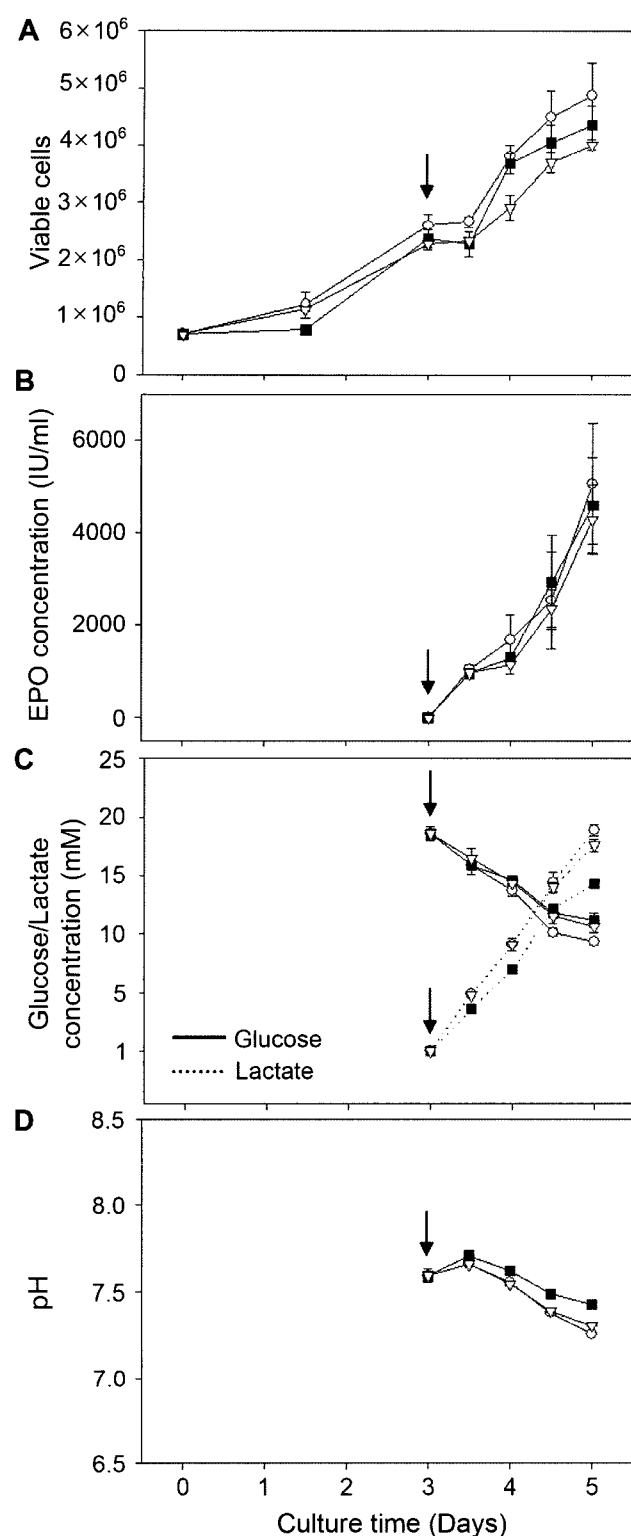 A
6×10⁶
5×10⁶
4×10⁶
3×10⁶
2×10⁶
1×10⁶
0
Viable cells
B
6000
4000
2000
0
EPO concentration (IU/ml)
C
25
20
15
10
5
1
Glucose/Lactate
concentration (mM)
Glucose
Lactate
D
8.5
8.0
7.5
7.0
6.5
pH
0 1 2 3 4 5
Culture time (Days)